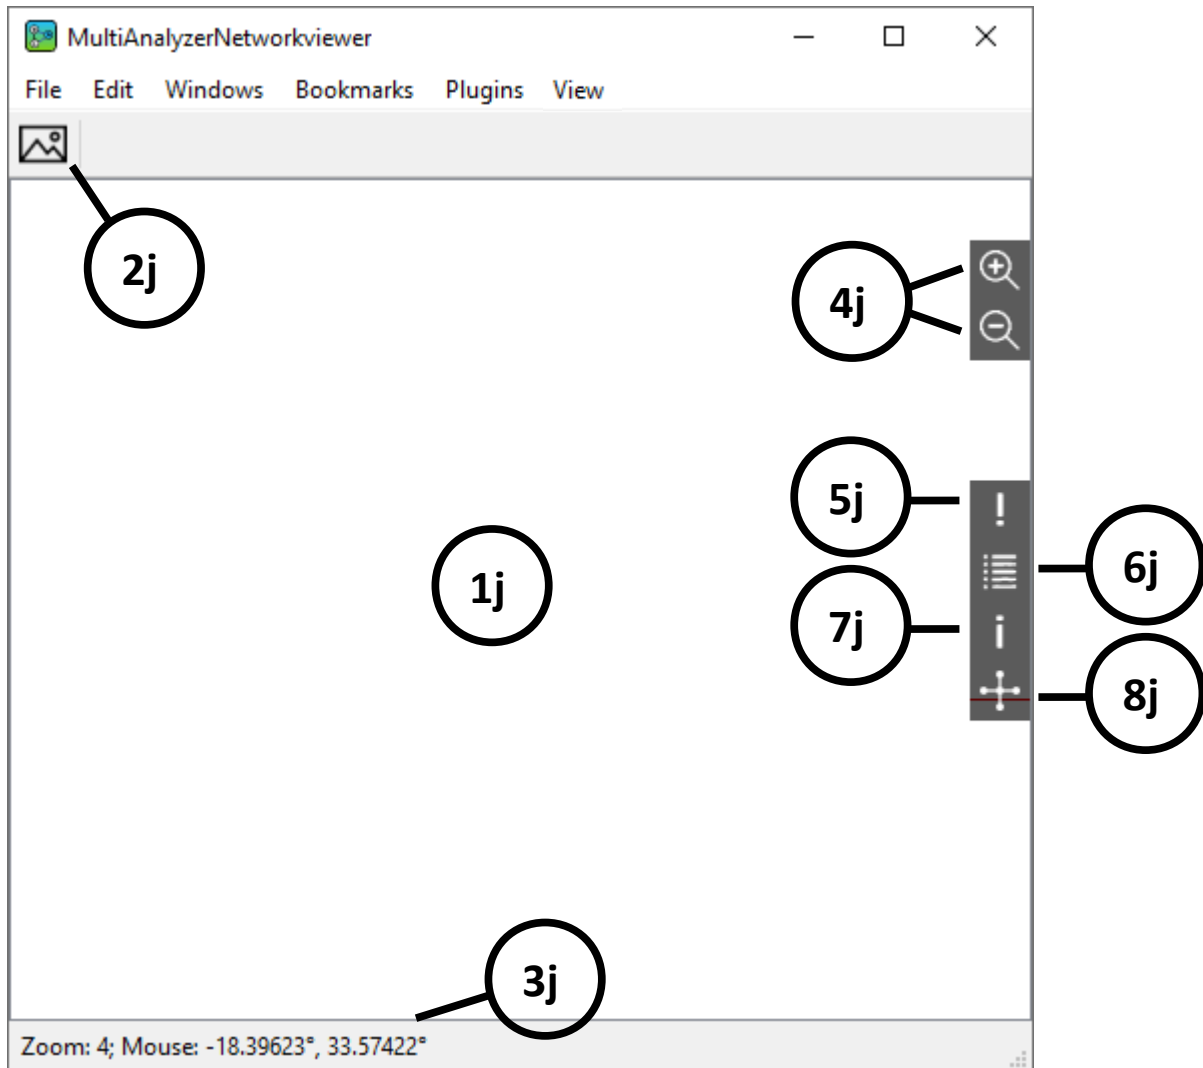 MultiAnalyzerNetworkviewer
File Edit Windows Bookmarks Plugins View
2j
4j
5j
6j
1j
7j
8j
3j
Zoom: 4; Mouse: -18.39623°, 33.57422°